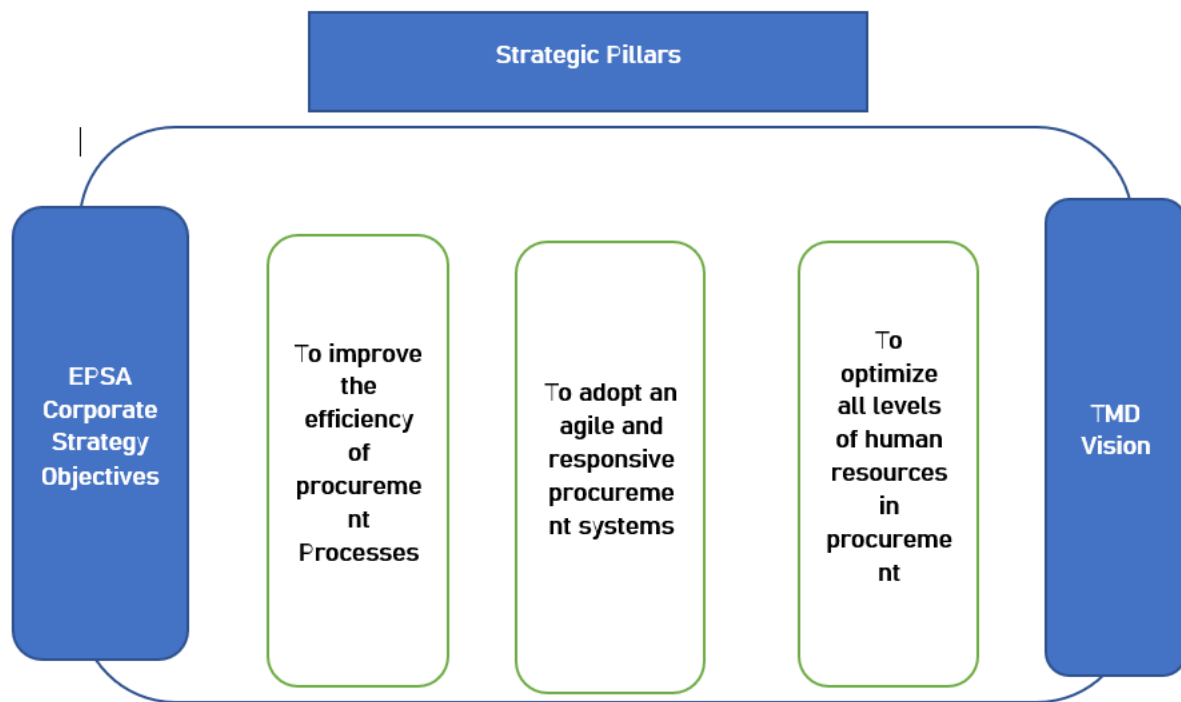 Strategic Pillars
EPSA
Corporate
Strategy
Objectives
To improve
the
efficiency
of
procureme
nt
Processes
To adopt an
agile and
responsive
procureme
nt systems
To
optimize
all levels
of human
resources
in
procureme
nt
TMD
Vision